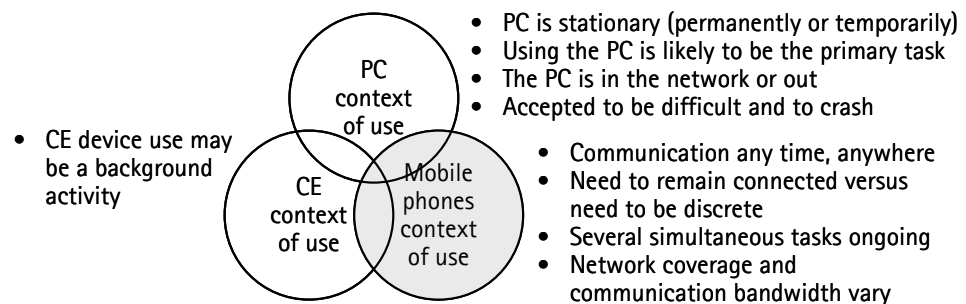 • PC is stationary (permanently or temporarily)
• Using the PC is likely to be the primary task
• The PC is in the network or out
• Accepted to be difficult and to crash
PC
context
of use
• CE device use may
be a background
activity
CE
context
of use
Mobile
phones
context
of use
• Communication any time, anywhere
• Need to remain connected versus
need to be discrete
• Several simultaneous tasks ongoing
• Network coverage and
communication bandwidth vary